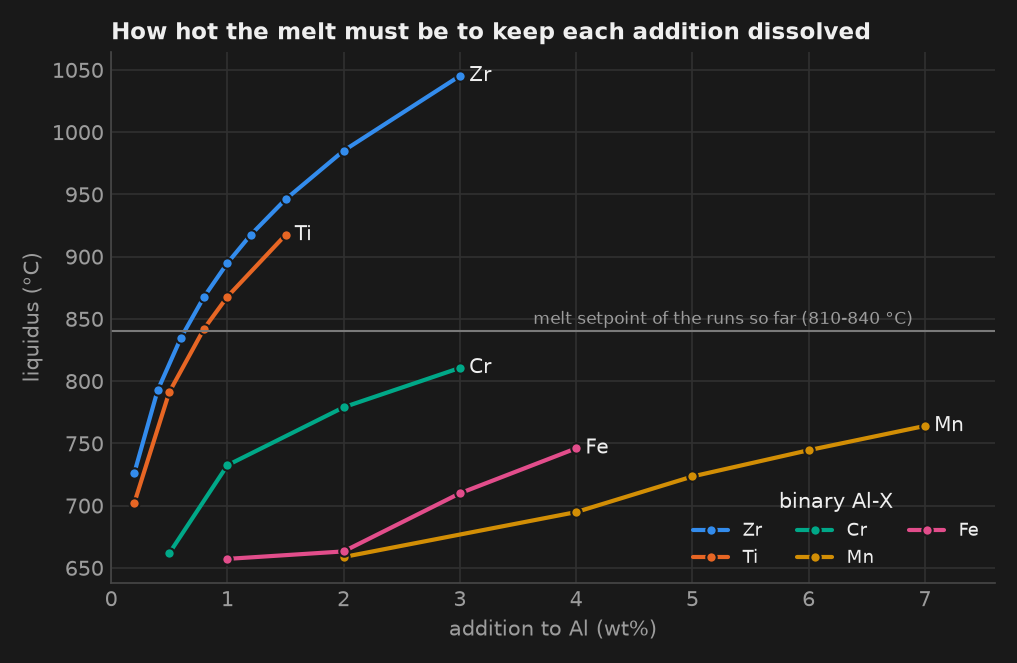 How hot the melt must be to keep each addition dissolved
liquidus (°C)
1050
1000
950
900
850
800
750
700
650
Zr
Ti
melt setpoint of the runs so far (810-840 °C)
Cr
Fe
Mn
binary Al-X
Zr
Cr
Fe
Ti
Mn
0 1 2 3 4 5 6 7
addition to Al (wt%)